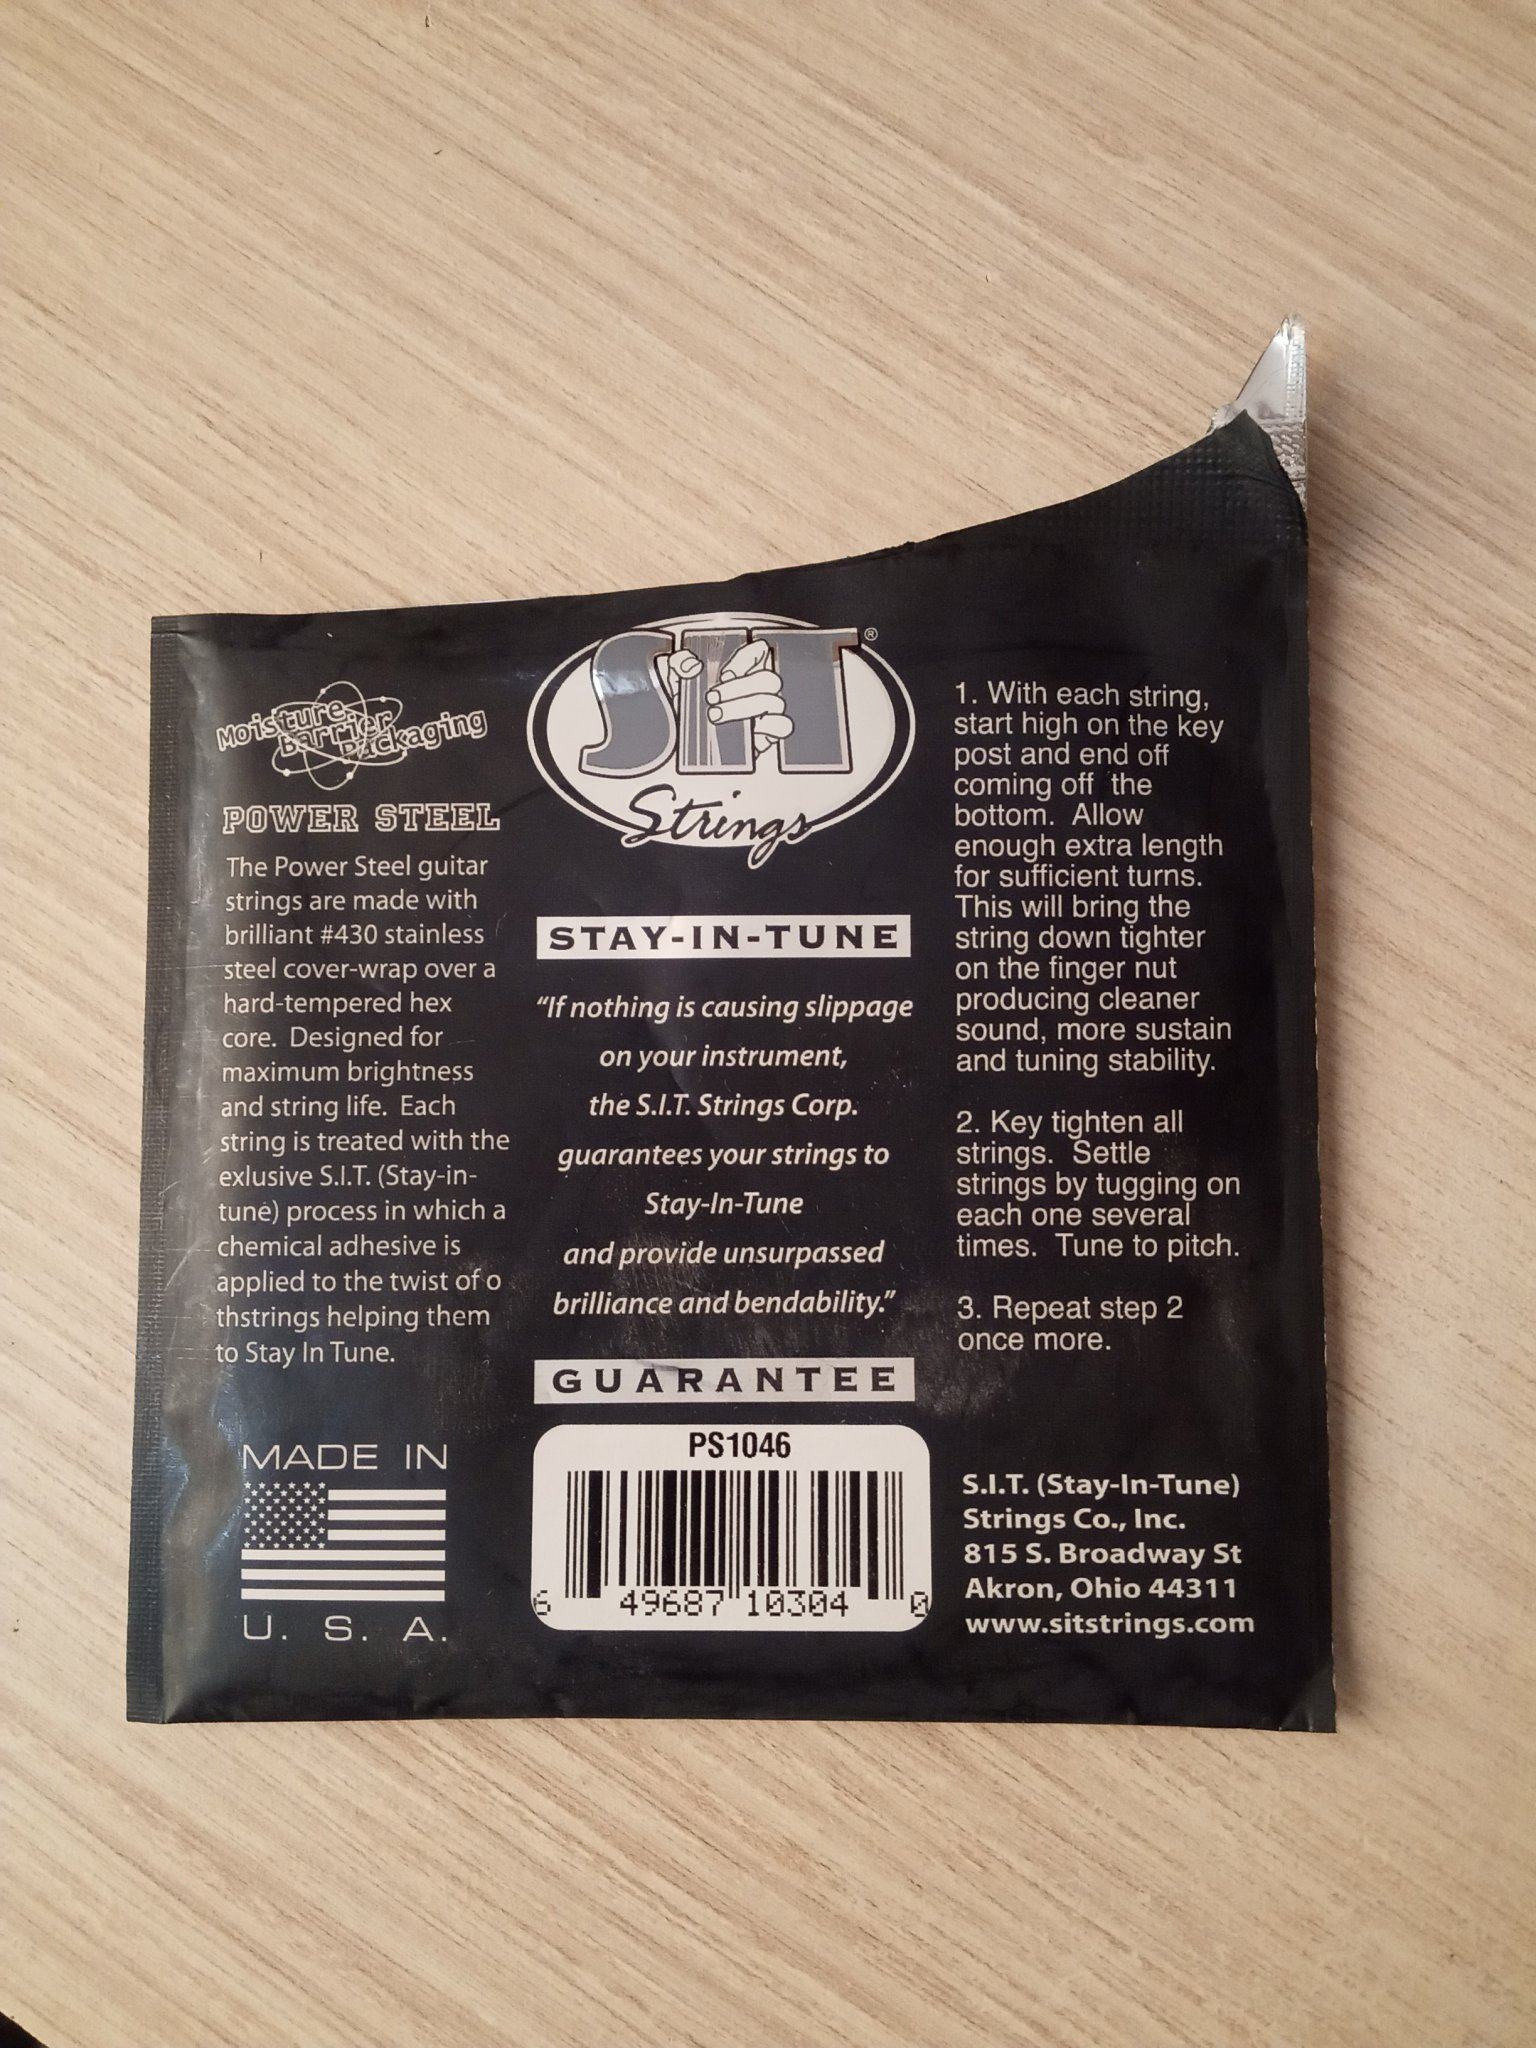 Moisture
Barrier
Packaging
POWER STEEL
The Power Steel guitar
strings are made with
brilliant #430 stainless
steel cover-wrap over a
hard-tempered hex
core. Designed for
maximum brightness
and string life. Each
string is treated with the
exlusive S.I.T. (Stay-in-
tune) process in which a
chemical adhesive is
applied to the twist of o
thstrings helping them
to Stay In Tune.
MADE IN
U. S. A.
SIT®
Strings
STAY-IN-TUNE
“If nothing is causing slippage
on your instrument,
the S.I.T. Strings Corp.
guarantees your strings to
Stay-In-Tune
and provide unsurpassed
brilliance and bendability.”
GUARANTEE
PS1046
6 49687 10304 0
1. With each string,
start high on the key
post and end off
coming off the
bottom. Allow
enough extra length
for sufficient turns.
This will bring the
string down tighter
on the finger nut
producing cleaner
sound, more sustain
and tuning stability.
2. Key tighten all
strings. Settle
strings by tugging on
each one several
times. Tune to pitch.
3. Repeat step 2
once more.
S.I.T. (Stay-In-Tune)
Strings Co., Inc.
815 S. Broadway St
Akron, Ohio 44311
www.sitstrings.com